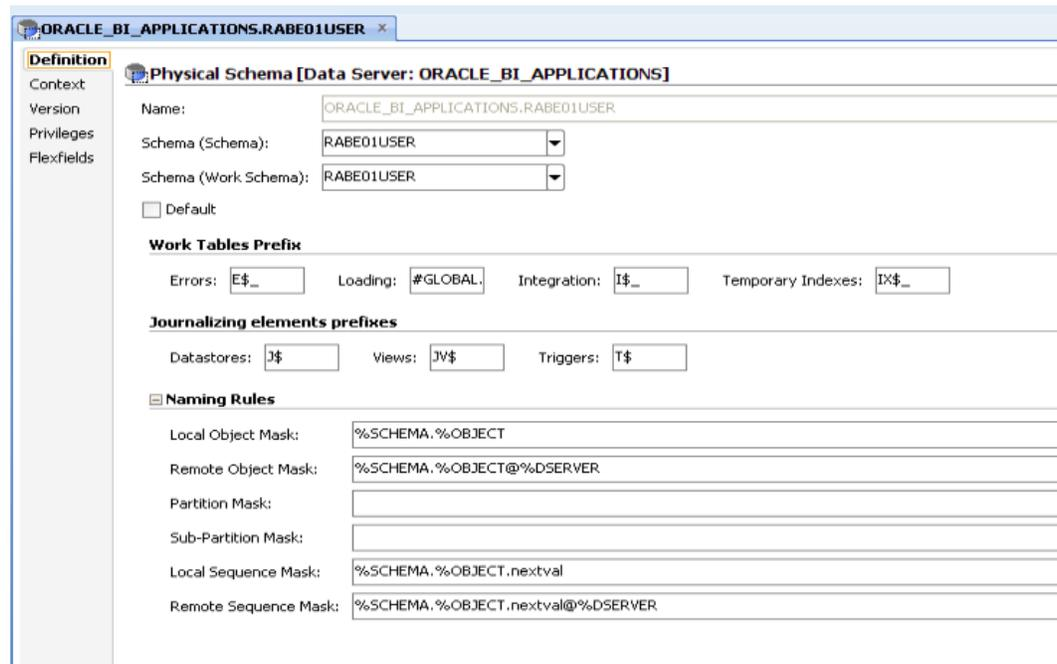 ORACLE_BI_APPLICATIONS.RABE01USER ×
Definition
Context
Version
Privileges
Flexfields
Physical Schema [Data Server: ORACLE_BI_APPLICATIONS]
Name: ORACLE_BI_APPLICATIONS.RABE01USER
Schema (Schema): RABE01USER
Schema (Work Schema): RABE01USER
Default
Work Tables Prefix
Errors: E$_ Loading: #GLOBAL. Integration: I$_ Temporary Indexes: IX$_
Journalizing elements prefixes
Datastores: J$ Views: JV$ Triggers: T$
Naming Rules
Local Object Mask: %SCHEMA.%OBJECT
Remote Object Mask: %SCHEMA.%OBJECT@%DSERVER
Partition Mask:
Sub-Partition Mask:
Local Sequence Mask: %SCHEMA.%OBJECT.nextval
Remote Sequence Mask: %SCHEMA.%OBJECT.nextval@%DSERVER